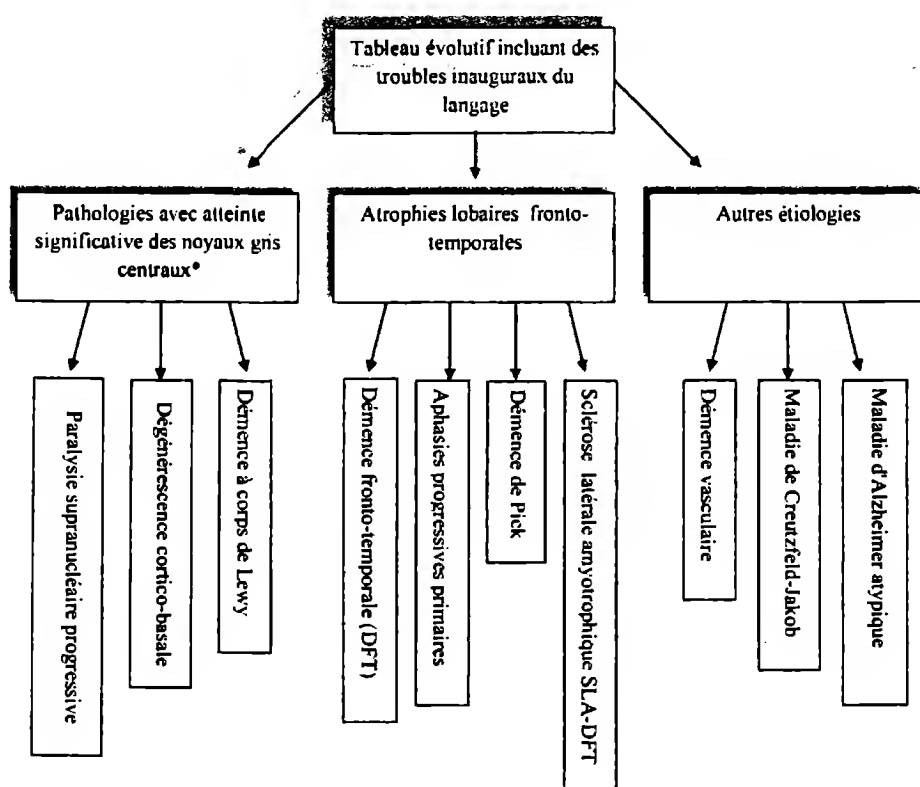 Tableau évolutif incluant des
troubles inauguraux du
langage
Pathologies avec atteinte
significative des noyaux gris
centraux*
Atrophies lobaires fronto-
temporales
Autres étiologies
Paralysie supranucléaire progressive
Dégénérescence cortico-basale
Démence à corps de Lewy
Démence fronto-temporale (DFT)
Aphasies progressives primaires
Démence de Pick
Sclérose latérale amyotrophique SLA-DFT
Démence vasculaire
Maladie de Creutzfeld-Jakob
Maladie d'Alzheimer atypique